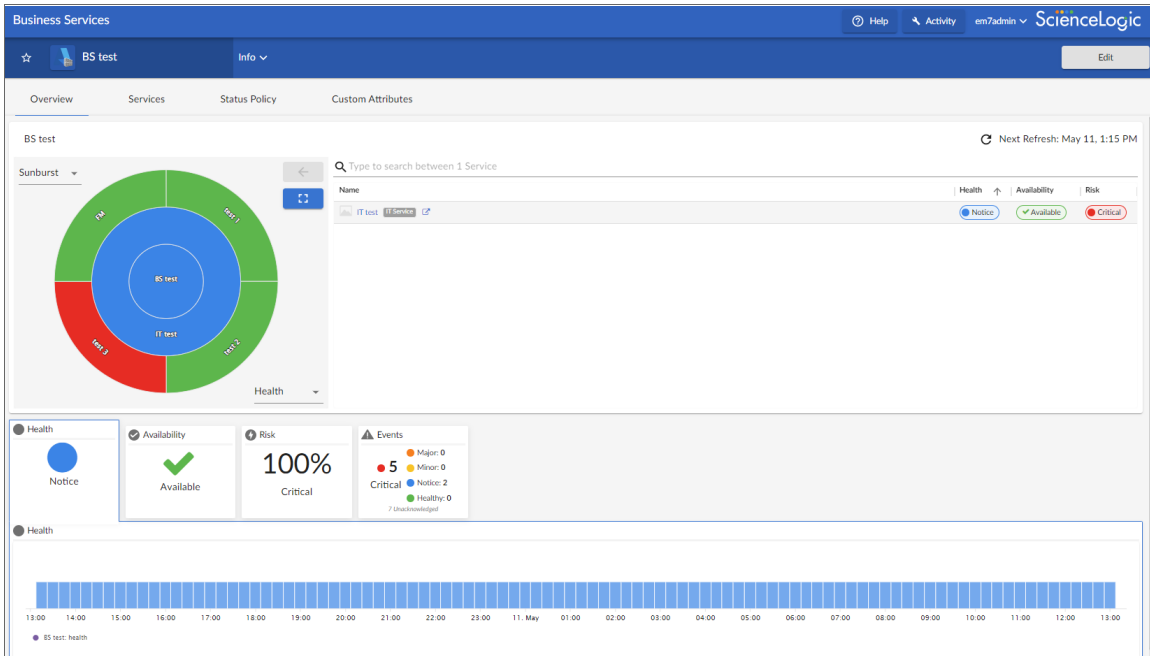 Business Services
Help
Activity
em7admin
ScienceLogic
BS test
Info
Edit
Overview
Services
Status Policy
Custom Attributes
BS test
Next Refresh: May 11, 1:15 PM
Sunburst
Type to search between 1 Service
Name
Health
Availability
Risk
IT test IT Service
Notice
Available
Critical
FM
test 1
BS test
IT test
test 3
test 2
Health
Health
Notice
Availability
Available
Risk
100%
Critical
Events
5
Critical
Major: 0
Minor: 0
Notice: 2
Healthy: 0
7 Unacknowledged
Health
13:00 14:00 15:00 16:00 17:00 18:00 19:00 20:00 21:00 22:00 23:00 11. May 01:00 02:00 03:00 04:00 05:00 06:00 07:00 08:00 09:00 10:00 11:00 12:00 13:00
BS test: health